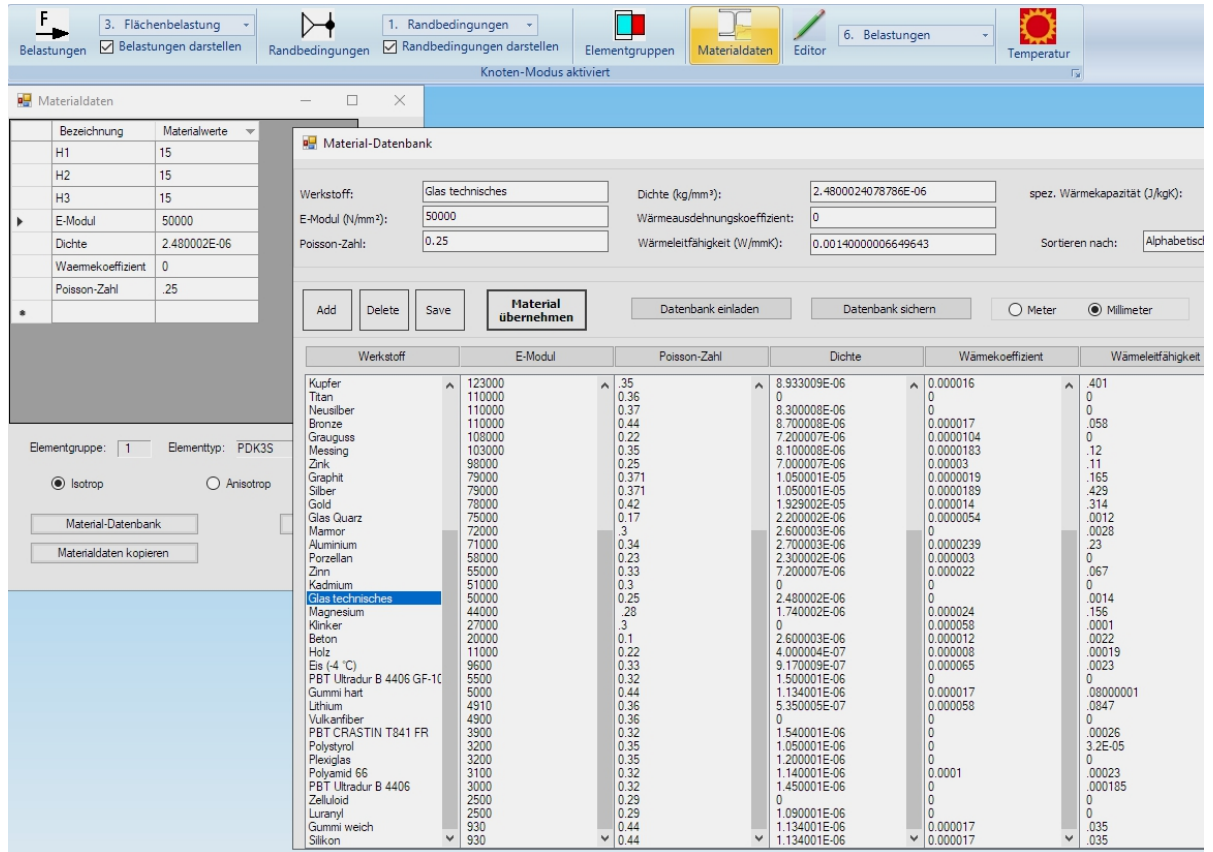 F
3. Flächenbelastung
1. Randbedingungen
6. Belastungen
Belastungen
Belastungen darstellen
Randbedingungen
Randbedingungen darstellen
Elementgruppen
Materialdaten
Editor
Temperatur
Knoten-Modus aktiviert
Materialdaten
Bezeichnung Materialwerte
H1 15
H2 15
H3 15
E-Modul 50000
Dichte 2.480002E-06
Waermekoeffizient 0
Poisson-Zahl .25
*
Elementgruppe: 1 Elementtyp: PDK3S
Isotrop Anisotrop
Material-Datenbank
Materialdaten kopieren
Material-Datenbank
Werkstoff: Glas technisches Dichte (kg/mm³): 2.4800024078786E-06 spez. Wärmekapazität (J/kgK):
E-Modul (N/mm²): 50000 Wärmeausdehnungskoeffizient: 0
Poisson-Zahl: 0.25 Wärmeleitfähigkeit (W/mmK): 0.00140000006649643 Sortieren nach: Alphabetisc
Add Delete Save Material übernehmen Datenbank einladen Datenbank sichern Meter Millimeter
Werkstoff E-Modul Poisson-Zahl Dichte Wärmekoeffizient Wärmeleitfähigkeit
Kupfer 123000 .35 8.933009E-06 0.000016 .401
Titan 110000 0.36 0 0 0
Neusilber 110000 0.37 8.300008E-06 0 0
Bronze 110000 0.44 8.700008E-06 0.000017 .058
Grauguss 108000 0.22 7.200007E-06 0.0000104 0
Messing 103000 0.35 8.100008E-06 0.0000183 .12
Zink 98000 0.25 7.000007E-06 0.00003 .11
Graphit 79000 0.371 1.050001E-05 0.0000019 .165
Silber 79000 0.371 1.050001E-05 0.0000189 .429
Gold 78000 0.42 1.929002E-05 0.000014 .314
Glas Quarz 75000 0.17 2.200002E-06 0.0000054 .0012
Mamor 72000 .3 2.600003E-06 0 .0028
Aluminium 71000 0.34 2.700003E-06 0.0000239 .23
Porzellan 58000 0.23 2.300002E-06 0.000003 0
Zinn 55000 0.33 7.200007E-06 0.000022 .067
Kadmium 51000 0.3 0 0 0
Glas technisches 50000 0.25 2.480002E-06 0 .0014
Magnesium 44000 .28 1.740002E-06 0.000024 .156
Klinker 27000 .3 0 0.000058 .0001
Beton 20000 0.1 2.600003E-06 0.000012 .0022
Holz 11000 0.22 4.000004E-07 0.000008 .00019
Eis (-4 °C) 9600 0.33 9.170009E-07 0.000065 .0023
PBT Ultradur B 4406 GF-10 5500 0.32 1.500001E-06 0 0
Gummi hart 5000 0.44 1.134001E-06 0.000017 .08000001
Lithium 4910 0.36 5.350005E-07 0.000058 .0847
Vulkanfiber 4900 0.36 0 0 0
PBT CRASTIN T841 FR 3900 0.32 1.540001E-06 0 .00026
Polystyrol 3200 0.35 1.050001E-06 0 3.2E-05
Plexiglas 3200 0.35 1.200001E-06 0 0
Polyamid 66 3100 0.32 1.140001E-06 0.0001 .00023
PBT Ultradur B 4406 3000 0.32 1.450001E-06 0 .000185
Zelluloid 2500 0.29 0 0 0
Luranyl 2500 0.29 1.090001E-06 0 0
Gummi weich 930 0.44 1.134001E-06 0.000017 .035
Silikon 930 0.44 1.134001E-06 0.000017 .035